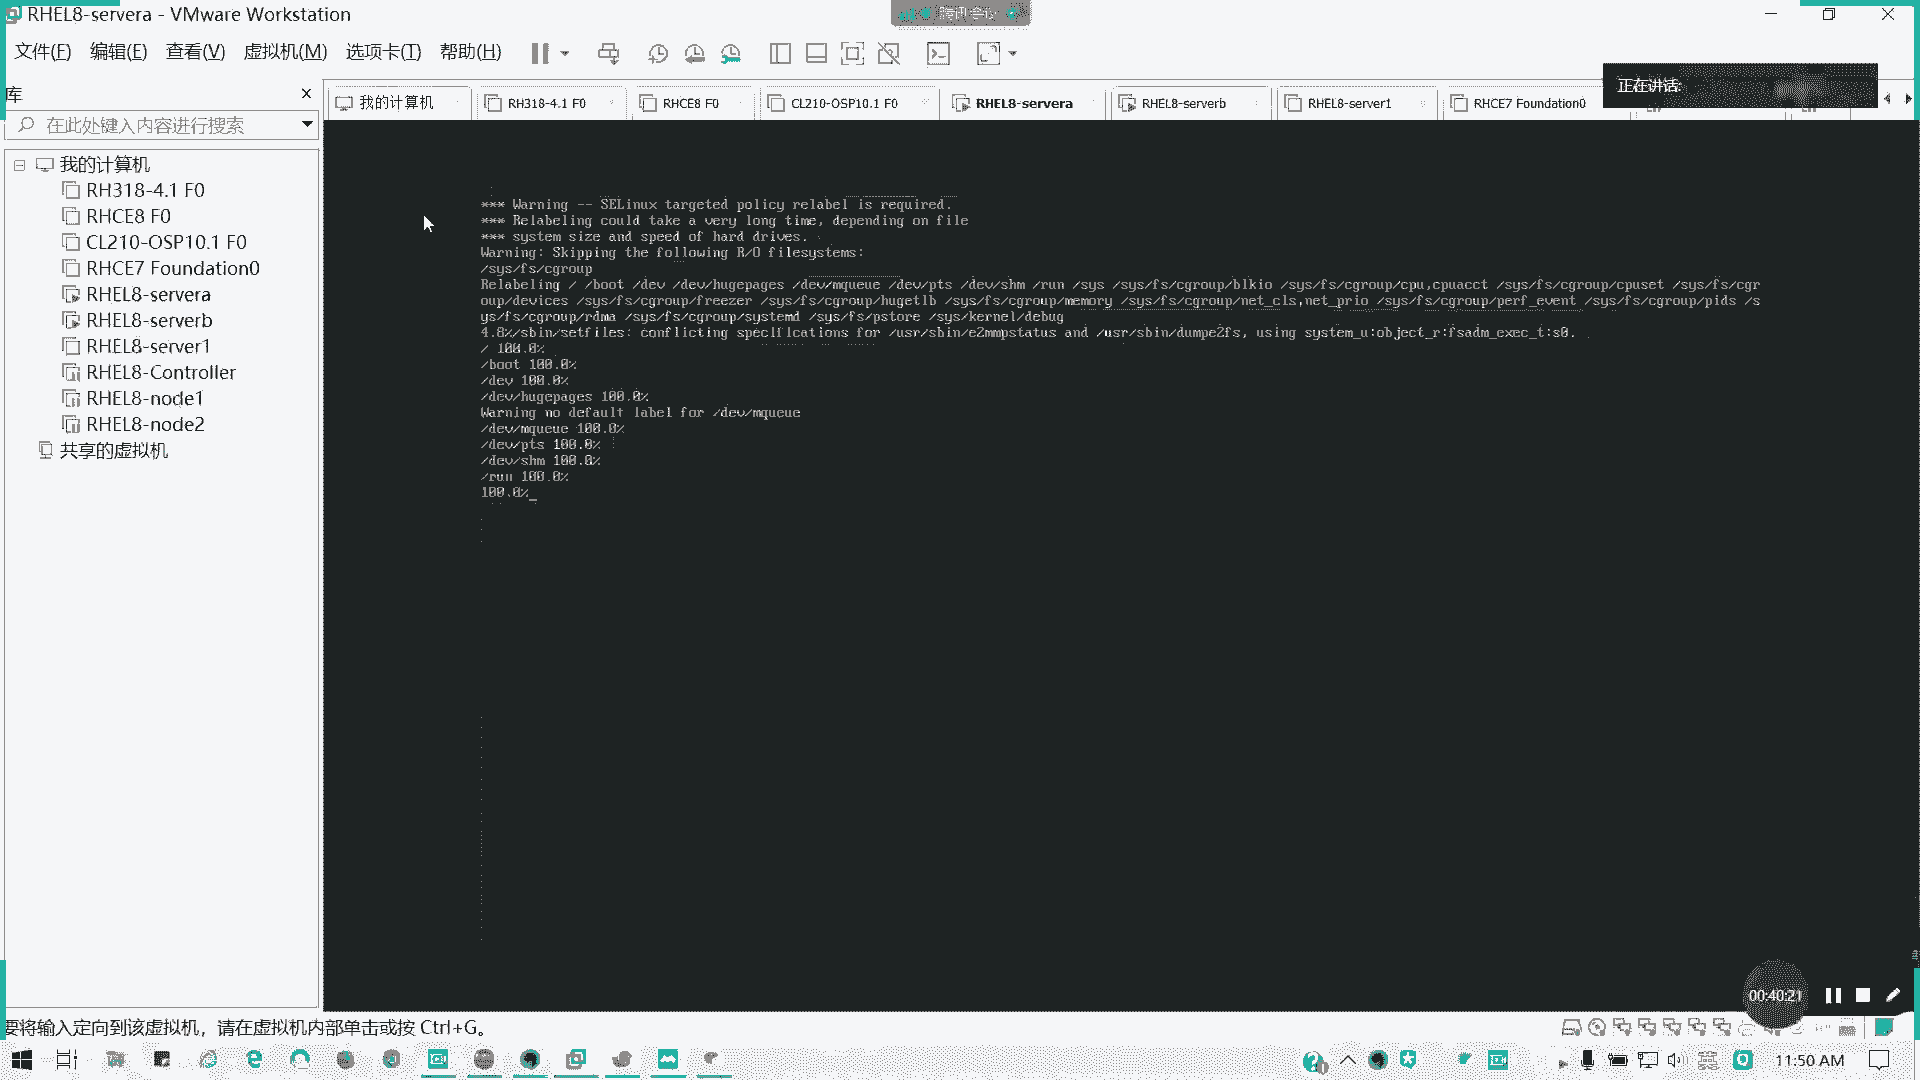 RHEL8-servera - VMware Workstation
腾讯会议
文件(F) 编辑(E) 查看(V) 虚拟机(M) 选项卡(T) 帮助(H)
正在讲话:
库
我的计算机 RH318-4.1 F0 RHCE8 F0 CL210-OSP10.1 F0 RHEL8-servera RHEL8-serverb RHEL8-server1 RHCE7 Foundation0
在此处键入内容进行搜索
我的计算机
RH318-4.1 F0
RHCE8 F0
CL210-OSP10.1 F0
RHCE7 Foundation0
RHEL8-servera
RHEL8-serverb
RHEL8-server1
RHEL8-Controller
RHEL8-node1
RHEL8-node2
共享的虚拟机
*** Warning -- SELinux targeted policy relabel is required.
*** Relabeling could take a very long time, depending on file
*** system size and speed of hard drives.
Warning: Skipping the following R/O filesystems:
/sys/fs/cgroup
Relabeling / /boot /dev /dev/hugepages /dev/mqueue /dev/pts /dev/shm /run /sys /sys/fs/cgroup/blkio /sys/fs/cgroup/cpu,cpuacct /sys/fs/cgroup/cpuset /sys/fs/cgr
oup/devices /sys/fs/cgroup/freezer /sys/fs/cgroup/hugetlb /sys/fs/cgroup/memory /sys/fs/cgroup/net_cls,net_prio /sys/fs/cgroup/perf_event /sys/fs/cgroup/pids /s
ys/fs/cgroup/rdma /sys/fs/cgroup/systemd /sys/fs/pstore /sys/kernel/debug
4.8%/sbin/setfiles: conflicting specifications for /usr/sbin/e2mmpstatus and /usr/sbin/dumpe2fs, using system_u:object_r:fsadm_exec_t:s0.
/ 100.0%
/boot 100.0%
/dev 100.0%
/dev/hugepages 100.0%
Warning no default label for /dev/mqueue
/dev/mqueue 100.0%
/dev/pts 100.0%
/dev/shm 100.0%
/run 100.0%
100.0%_
00:40:21
要将输入定向到该虚拟机，请在虚拟机内部单击或按 Ctrl+G。
英
11:50 AM